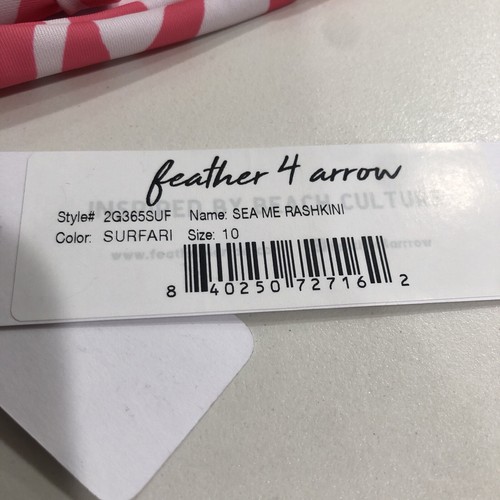 feather 4 arrow
INSPIRED BY BEACH CULTURE
Style# 2G365SUF Name: SEA ME RASHKINI
Color: SURFARI Size: 10
8 40250 72716 2